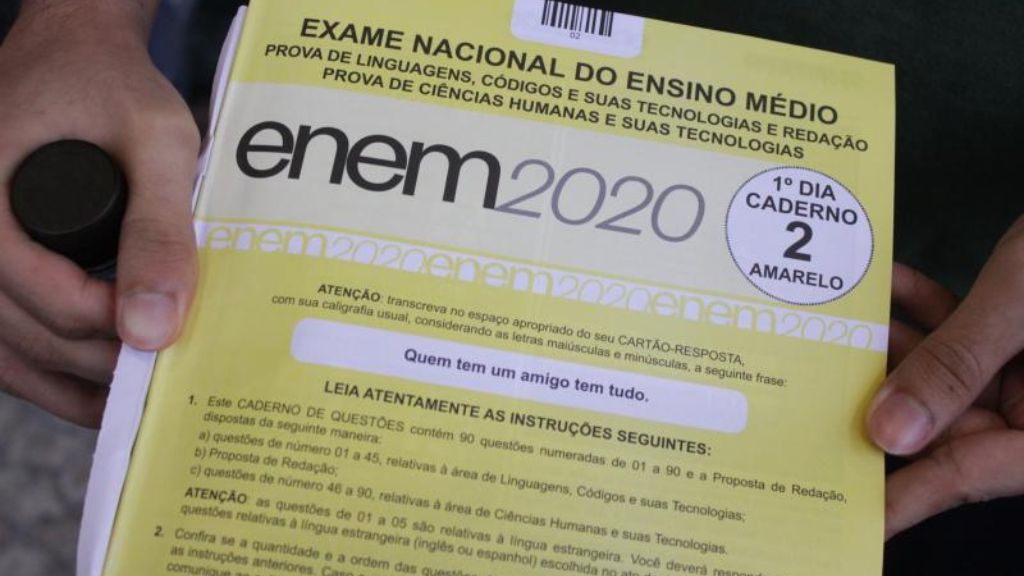 02
EXAME NACIONAL DO ENSINO MÉDIO
PROVA DE LINGUAGENS, CÓDIGOS E SUAS TECNOLOGIAS E REDAÇÃO
PROVA DE CIÊNCIAS HUMANAS E SUAS TECNOLOGIAS
enem2020
1º DIA
CADERNO
2
AMARELO
enem2020enem2020enem2020
ATENÇÃO: transcreva no espaço apropriado do seu CARTÃO-RESPOSTA,
com sua caligrafia usual, considerando as letras maiúsculas e minúsculas, a seguinte frase:
Quem tem um amigo tem tudo.
LEIA ATENTAMENTE AS INSTRUÇÕES SEGUINTES:
1. Este CADERNO DE QUESTÕES contém 90 questões numeradas de 01 a 90 e a Proposta de Redação,
dispostas da seguinte maneira:
a) questões de número 01 a 45, relativas à área de Linguagens, Códigos e suas Tecnologias;
b) Proposta de Redação;
c) questões de número 46 a 90, relativas à área de Ciências Humanas e suas Tecnologias.
ATENÇÃO: as questões de 01 a 05 são relativas à língua estrangeira. Você deverá
questões relativas à língua estrangeira (inglês ou espanhol) escolhida no
2. Confira se a quantidade e a ordem das
as instruções anteriores. Caso